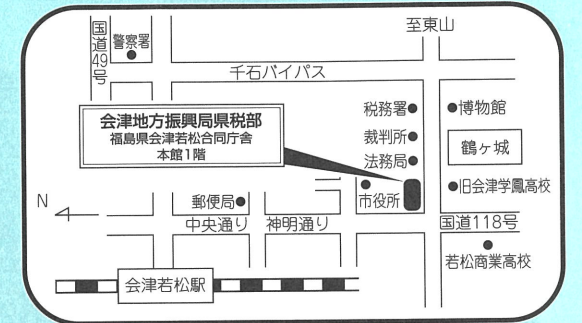 至東山
国道49号
警察署
千石バイパス
会津地方振興局県税部
福島県会津若松合同庁舎
本館1階
税務署
博物館
裁判所
鶴ヶ城
法務局
市役所
旧会津学鳳高校
N
郵便局
中央通り
神明通り
国道118号
若松商業高校
会津若松駅